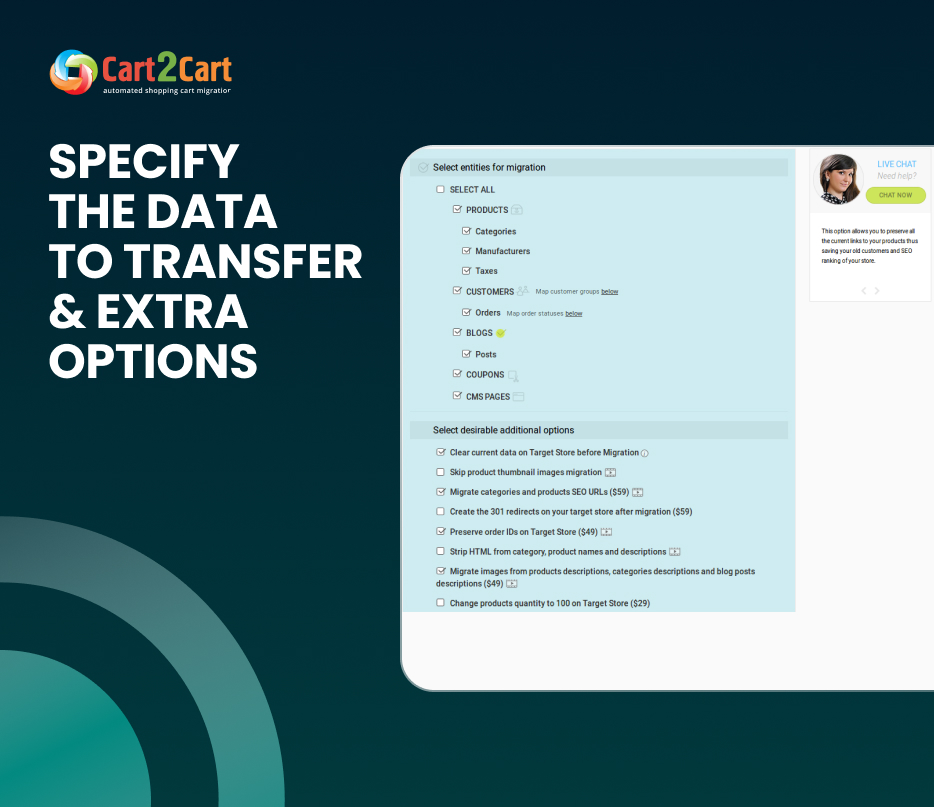 Cart2Cart
automated shopping cart migration
SPECIFY
THE DATA
TO TRANSFER
& EXTRA
OPTIONS
Select entities for migration
SELECT ALL
PRODUCTS
Categories
Manufacturers
Taxes
CUSTOMERS Map customer groups below
Orders Map order statuses below
BLOGS
Posts
COUPONS
CMS PAGES
Select desirable additional options
Clear current data on Target Store before Migration
Skip product thumbnail images migration
Migrate categories and products SEO URLs ($59)
Create the 301 redirects on your target store after migration ($59)
Preserve order IDs on Target Store ($49)
Strip HTML from category, product names and descriptions
Migrate images from products descriptions, categories descriptions and blog posts
descriptions ($49)
Change products quantity to 100 on Target Store ($29)
LIVE CHAT
Need help?
CHAT NOW
This option allows you to preserve all
the current links to your products thus
saving your old customers and SEO
ranking of your store.